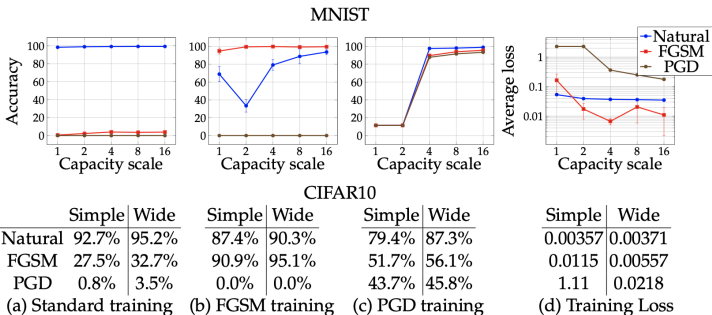 MNIST
Natural
FGSM
PGD
Accuracy
100
80
60
40
20
0
1 2 4 8 16
Capacity scale
100
80
60
40
20
0
1 2 4 8 16
Capacity scale
100
80
60
40
20
0
1 2 4 8 16
Capacity scale
Average loss
1
0.1
0.01
1 2 4 8 16
Capacity scale
CIFAR10
Simple Wide Simple Wide Simple Wide Simple Wide
Natural 92.7% 95.2% 87.4% 90.3% 79.4% 87.3% 0.00357 0.00371
FGSM 27.5% 32.7% 90.9% 95.1% 51.7% 56.1% 0.0115 0.00557
PGD 0.8% 3.5% 0.0% 0.0% 43.7% 45.8% 1.11 0.0218
(a) Standard training (b) FGSM training (c) PGD training (d) Training Loss